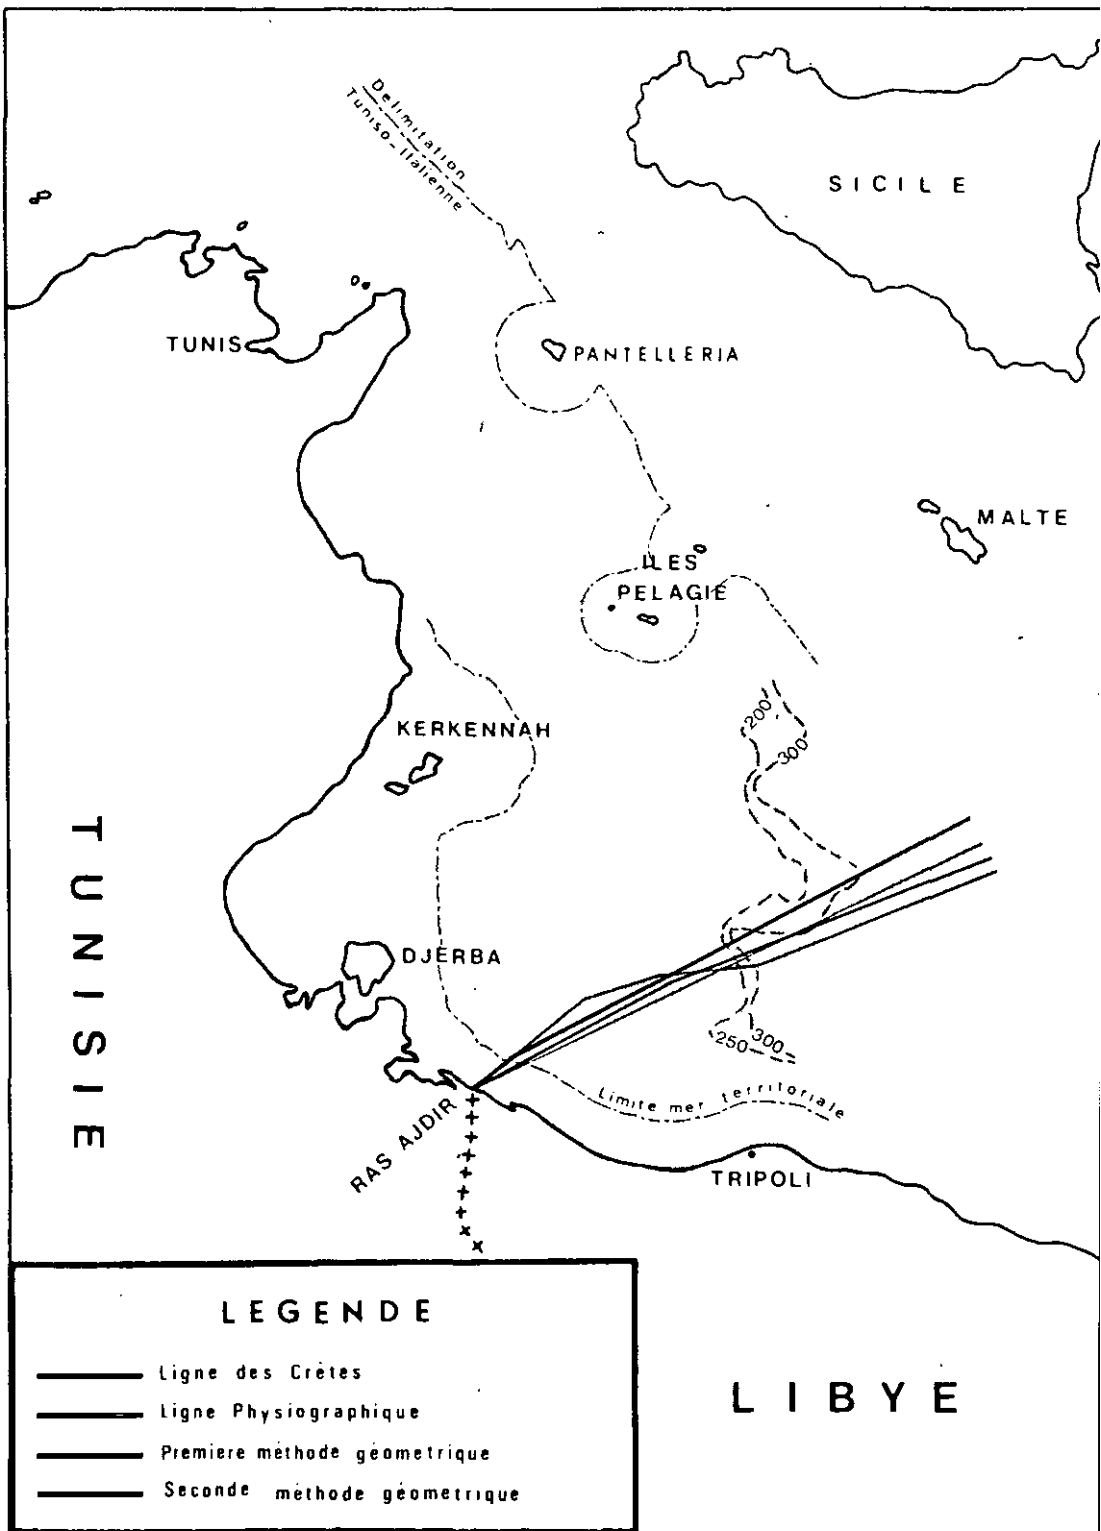 Délimitation
Tuniso-Italienne
SICILE
TUNIS
PANTELLERIA
MALTE
ILES
PELAGIE
200
300
KERKENNAH
TUNISIE
DJERBA
300
250
Limite mer territoriale
RAS AJDIR
TRIPOLI
LEGENDE
Ligne des Crêtes
Ligne Physiographique
Premiere méthode géometrique
Seconde méthode géometrique
LIBYE